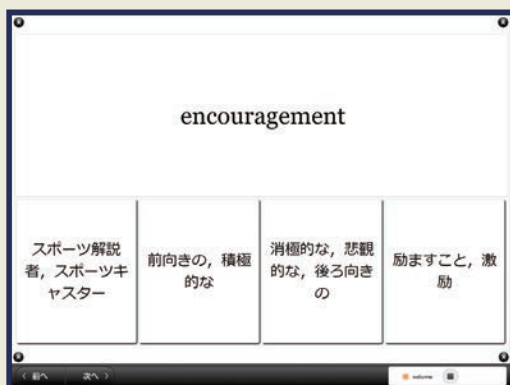 encouragement
スポーツ解説
者，スポーツキ
ャスター
前向きの，積極
的な
消極的な，悲観
的な，後ろ向き
の
励ますこと，激
励
前へ
次へ
volume